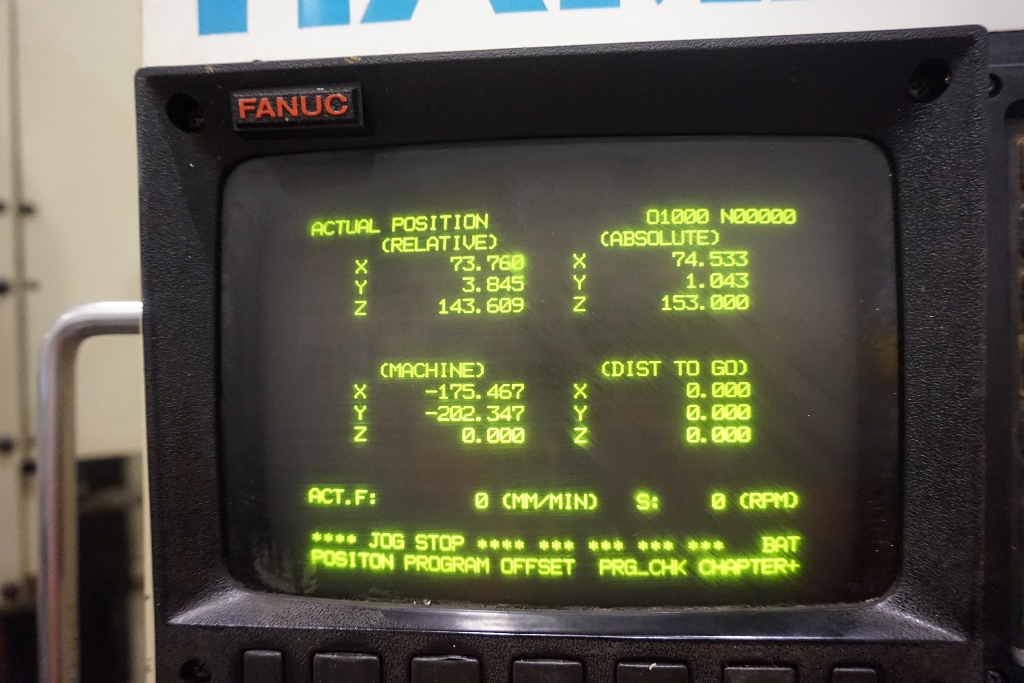 FANUC
ACTUAL POSITION O1000 N00000
(RELATIVE) (ABSOLUTE)
X 73.760 X 74.533
Y 3.845 Y 1.043
Z 143.609 Z 153.000
(MACHINE) (DIST TO GO)
X -175.467 X 0.000
Y -202.347 Y 0.000
Z 0.000 Z 0.000
ACT.F: 0 (MM/MIN) S: 0 (RPM)
**** JOG STOP **** *** *** *** *** BAT
POSITON PROGRAM OFFSET PRG_CHK CHAPTER+